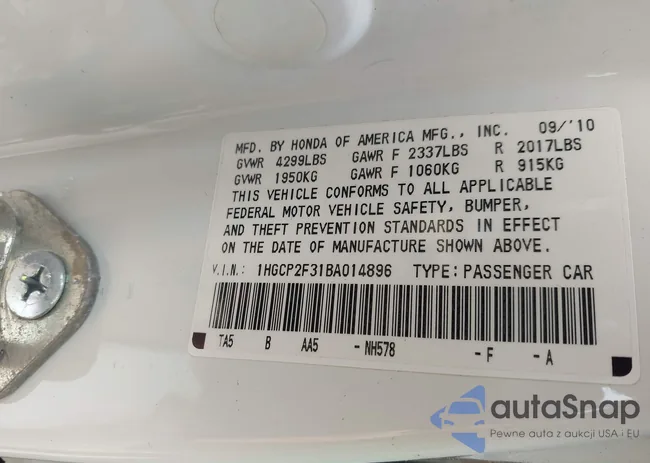 MFD. BY HONDA OF AMERICA MFG., INC. 09/'10
GVWR 4299LBS GAWR F 2337LBS R 2017LBS
GVWR 1950KG GAWR F 1060KG R 915KG
THIS VEHICLE CONFORMS TO ALL APPLICABLE
FEDERAL MOTOR VEHICLE SAFETY, BUMPER,
AND THEFT PREVENTION STANDARDS IN EFFECT
ON THE DATE OF MANUFACTURE SHOWN ABOVE.
V.I.N.: 1HGCP2F31BA014896 TYPE: PASSENGER CAR
TA5 B AA5 -NH578 -F -A
autaSnap
Pewne auta z aukcji USA i EU